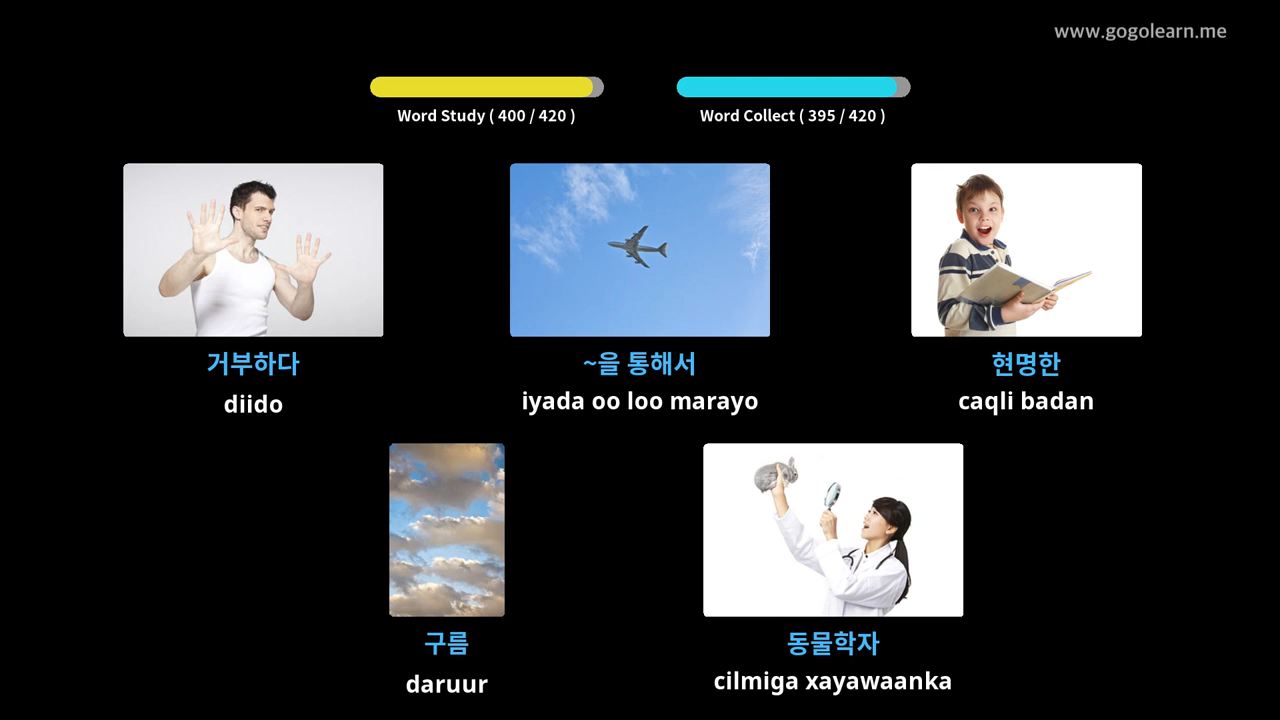 www.gogolearn.me
Word Study ( 400 / 420 )
Word Collect ( 395 / 420 )
거부하다
diido
~을 통해서
iyada oo loo marayo
현명한
caqli badan
구름
daruur
동물학자
cilmiga xayawaanka